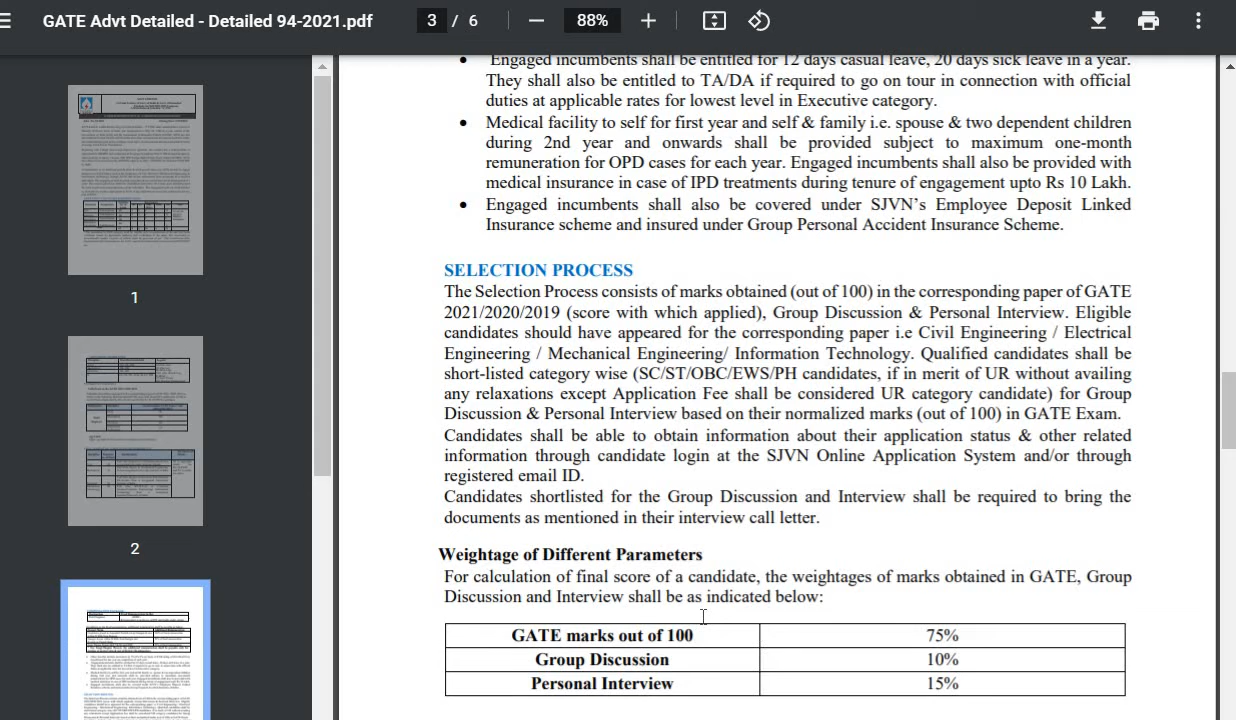 GATE Advt Detailed - Detailed 94-2021.pdf
3 / 6
88%
1
2
• Engaged incumbents shall be entitled for 12 days casual leave, 20 days sick leave in a year.
They shall also be entitled to TA/DA if required to go on tour in connection with official
duties at applicable rates for lowest level in Executive category.
• Medical facility to self for first year and self & family i.e. spouse & two dependent children
during 2nd year and onwards shall be provided subject to maximum one-month
remuneration for OPD cases for each year. Engaged incumbents shall also be provided with
medical insurance in case of IPD treatments during tenure of engagement upto Rs 10 Lakh.
• Engaged incumbents shall also be covered under SJVN's Employee Deposit Linked
Insurance scheme and insured under Group Personal Accident Insurance Scheme.
SELECTION PROCESS
The Selection Process consists of marks obtained (out of 100) in the corresponding paper of GATE
2021/2020/2019 (score with which applied), Group Discussion & Personal Interview. Eligible
candidates should have appeared for the corresponding paper i.e Civil Engineering / Electrical
Engineering / Mechanical Engineering/ Information Technology. Qualified candidates shall be
short-listed category wise (SC/ST/OBC/EWS/PH candidates, if in merit of UR without availing
any relaxations except Application Fee shall be considered UR category candidate) for Group
Discussion & Personal Interview based on their normalized marks (out of 100) in GATE Exam.
Candidates shall be able to obtain information about their application status & other related
information through candidate login at the SJVN Online Application System and/or through
registered email ID.
Candidates shortlisted for the Group Discussion and Interview shall be required to bring the
documents as mentioned in their interview call letter.
Weightage of Different Parameters
For calculation of final score of a candidate, the weightages of marks obtained in GATE, Group
Discussion and Interview shall be as indicated below:
GATE marks out of 100 75%
Group Discussion 10%
Personal Interview 15%